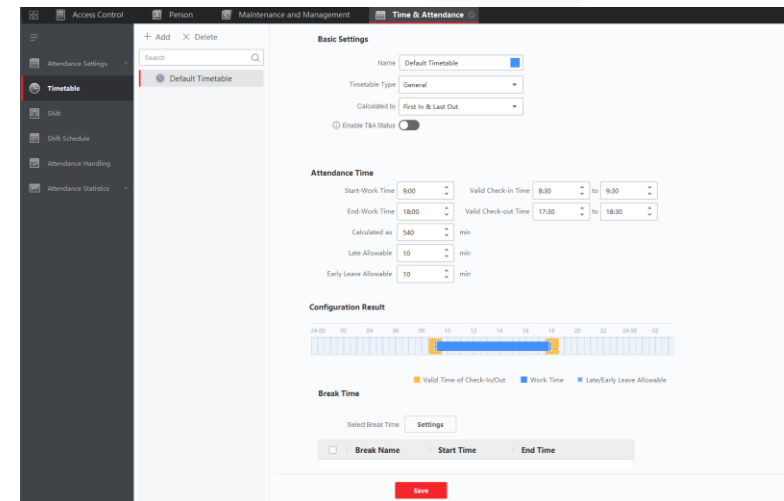 Access Control Person Maintenance and Management Time & Attendance
+ Add × Delete
Search
Default Timetable
Attendance Settings
Timetable
Shift
Shift Schedule
Attendance Handling
Attendance Statistics
Basic Settings
Name Default Timetable
Timetable Type General
Calculated by First In & Last Out
Enable T&A Status
Attendance Time
Start-Work Time 9:00 Valid Check-in Time 8:30 to 9:30
End-Work Time 18:00 Valid Check-out Time 17:30 to 18:30
Calculated as 540 min
Late Allowable 10 min
Early Leave Allowable 10 min
Configuration Result
24:00 02 04 06 08 10 12 14 16 18 20 22 24:00 02
Valid Time of Check-In/Out Work Time Late/Early Leave Allowable
Break Time
Select Break Time Settings
Break Name Start Time End Time
Save